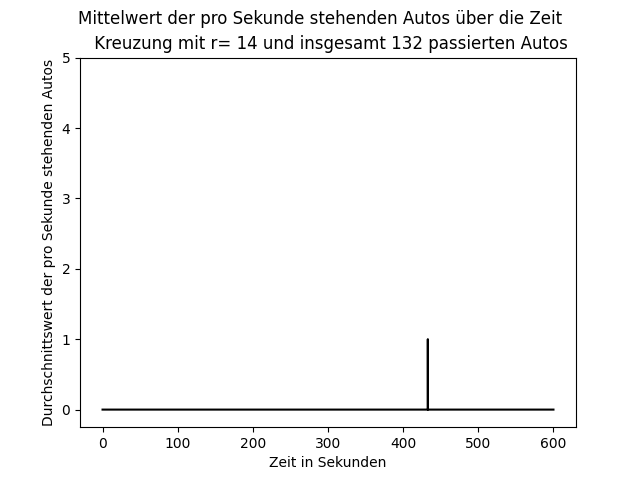 Mittelwert der pro Sekunde stehenden Autos über die Zeit
Kreuzung mit r= 14 und insgesamt 132 passierten Autos
Durchschnittswert der pro Sekunde stehenden Autos
5
4
3
2
1
0
0 100 200 300 400 500 600
Zeit in Sekunden